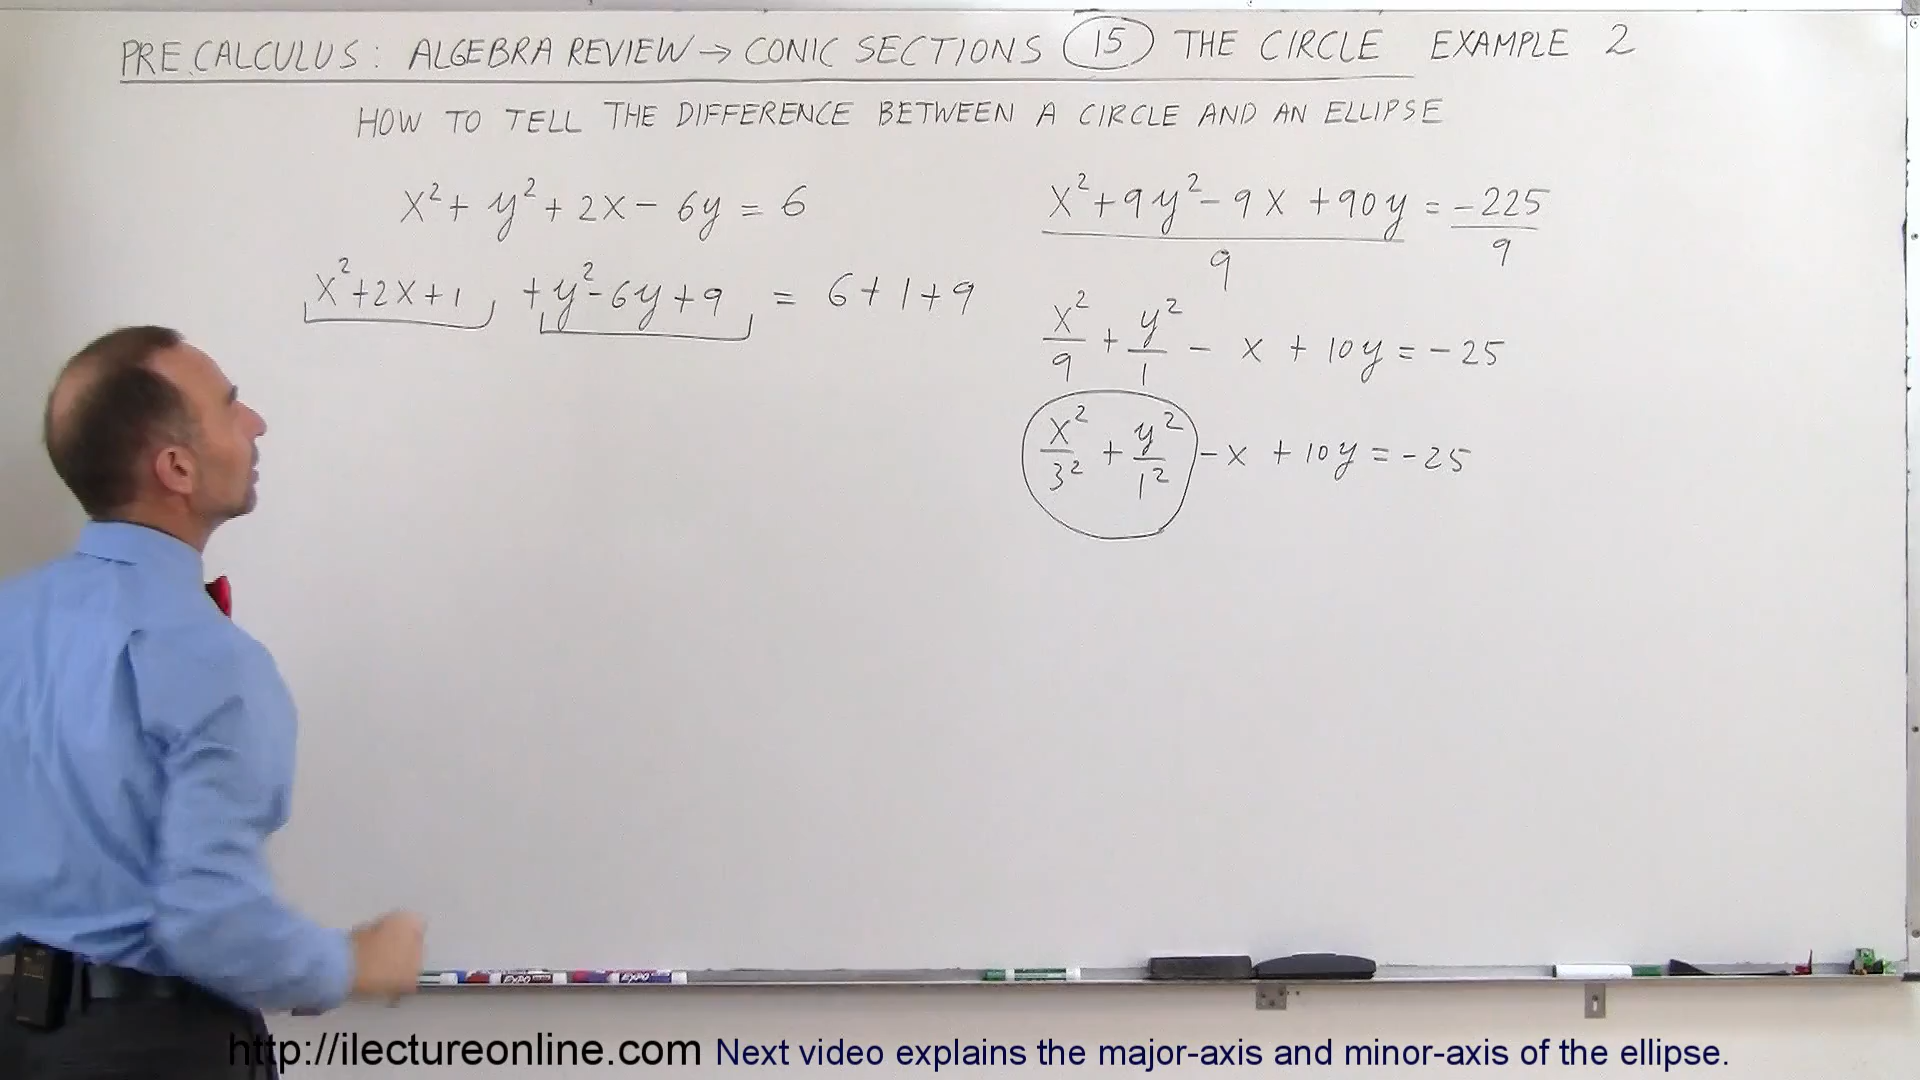 PRE CALCULUS: ALGEBRA REVIEW → CONIC SECTIONS (15) THE CIRCLE EXAMPLE 2
HOW TO TELL THE DIFFERENCE BETWEEN A CIRCLE AND AN ELLIPSE
x² + y² + 2x - 6y = 6
x² + 2x + 1 + y² - 6y + 9 = 6 + 1 + 9
x² + 9y² - 9x + 90y = -225
9 9
x²/9 + y²/1 - x + 10y = -25
x²/3² + y²/1² - x + 10y = -25
EXPO EXPO
http://ilectureonline.com Next video explains the major-axis and minor-axis of the ellipse.